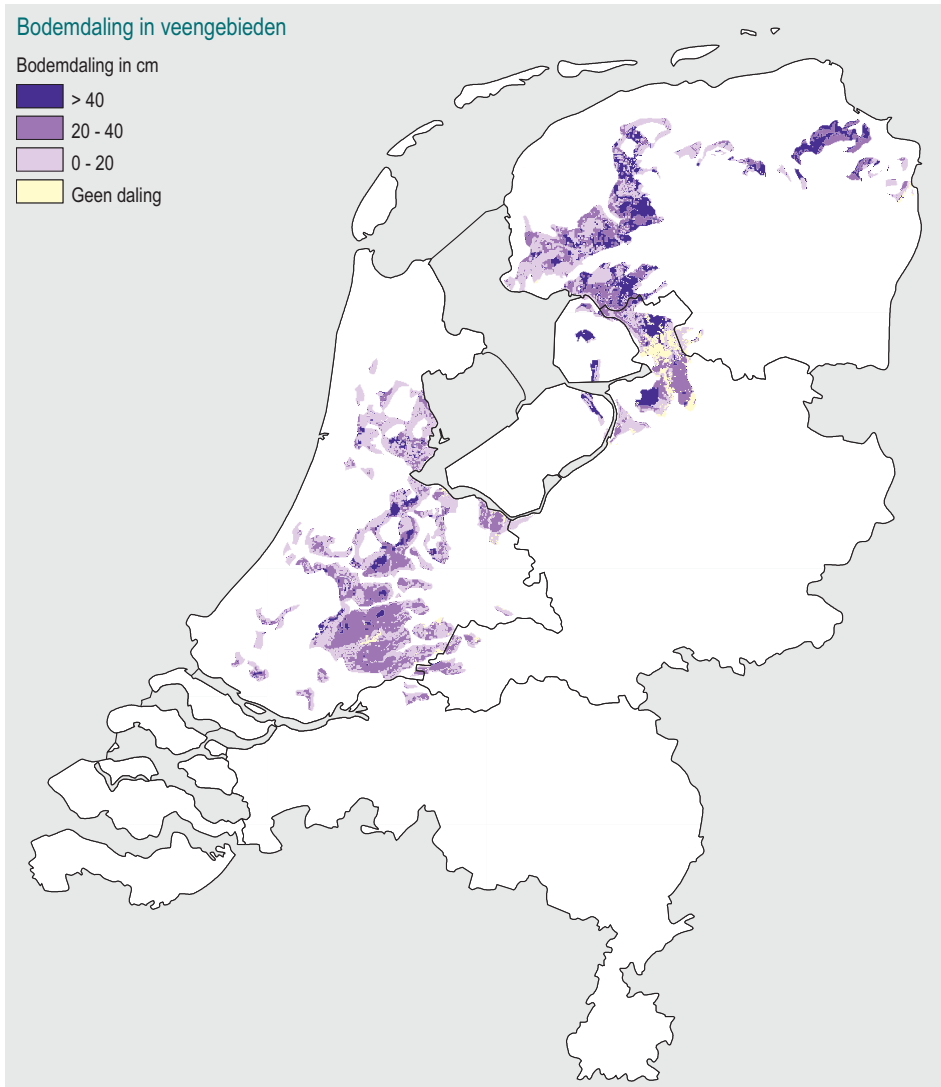 Bodemdaling in veengebieden
Bodemdaling in cm
> 40
20 - 40
0 - 20
Geen daling